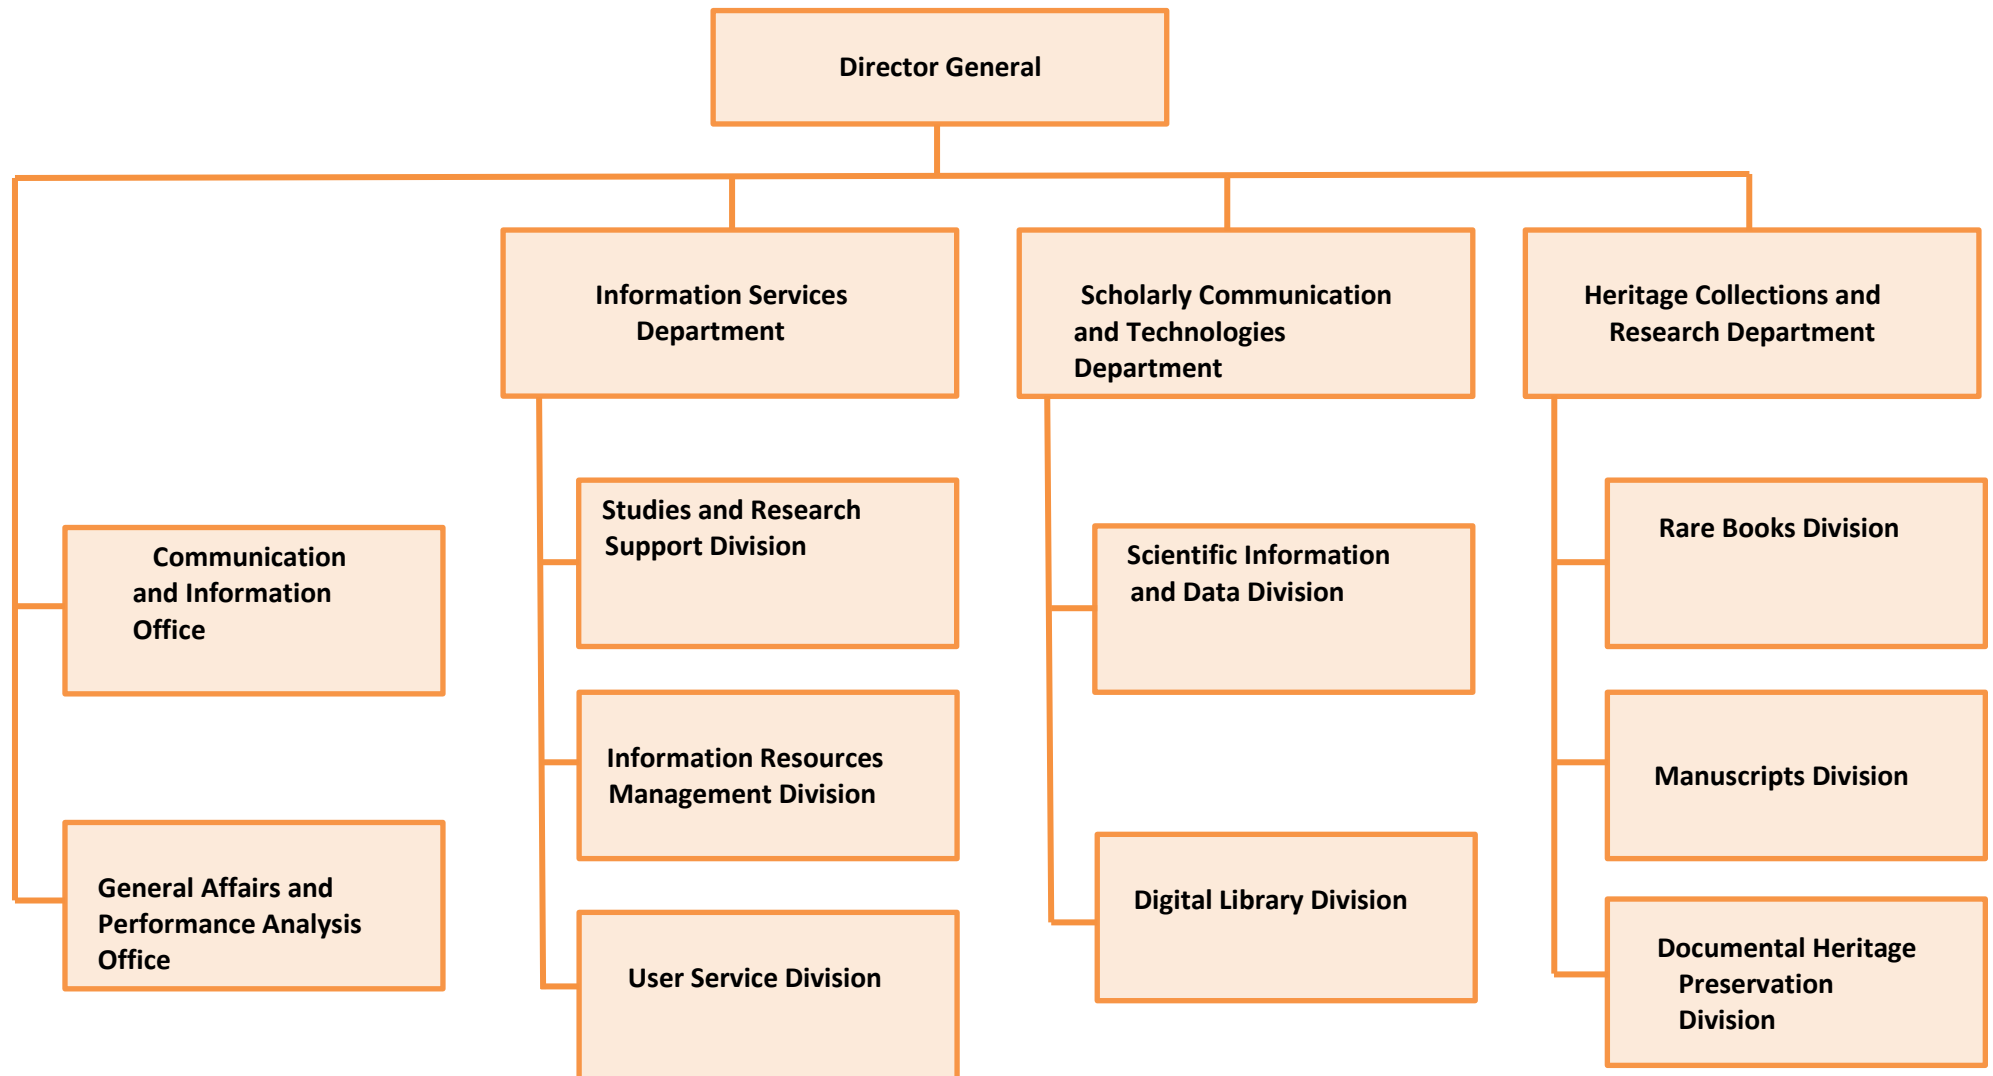 Director General
Information Services
Department
Scholarly Communication
and Technologies
Department
Heritage Collections and
Research Department
Communication
and Information
Office
General Affairs and
Performance Analysis
Office
Studies and Research
Support Division
Information Resources
Management Division
User Service Division
Scientific Information
and Data Division
Digital Library Division
Rare Books Division
Manuscripts Division
Documental Heritage
Preservation
Division